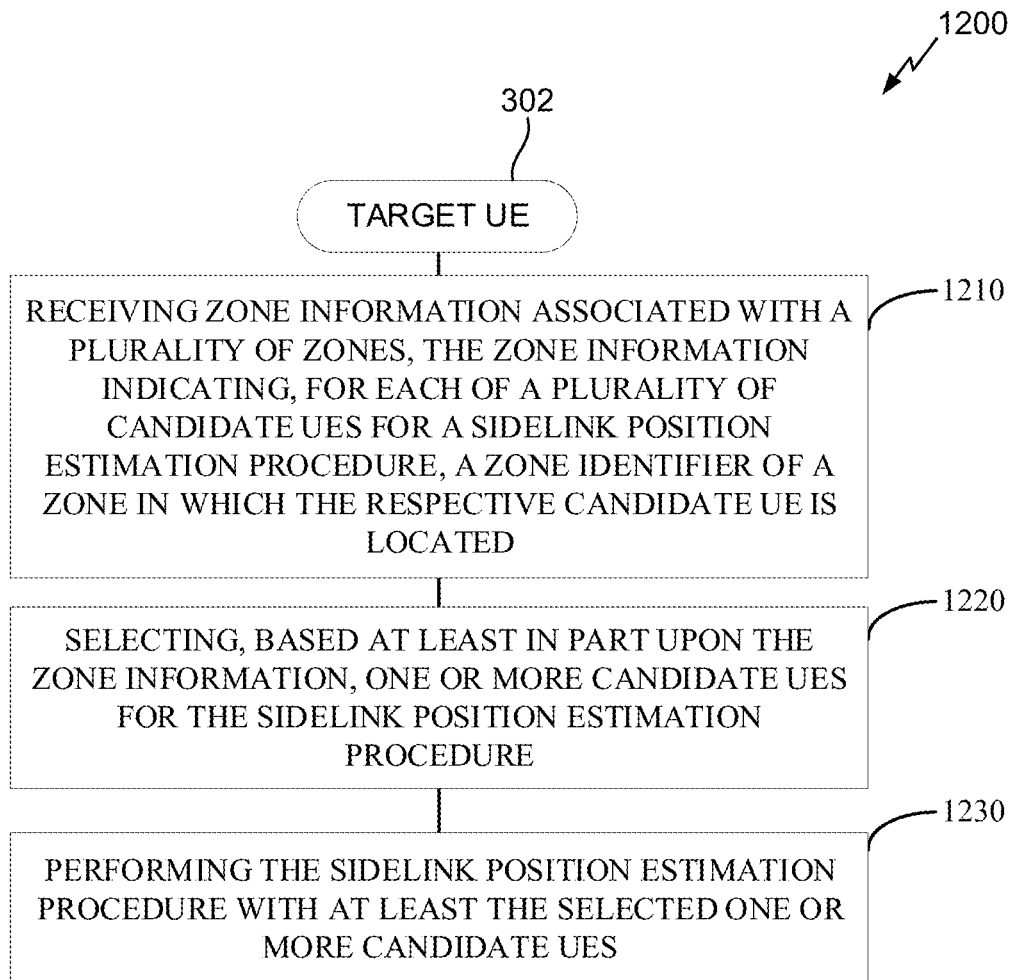 1200
302
TARGET UE
RECEIVING ZONE INFORMATION ASSOCIATED WITH A
PLURALITY OF ZONES, THE ZONE INFORMATION
INDICATING, FOR EACH OF A PLURALITY OF
CANDIDATE UES FOR A SIDELINK POSITION
ESTIMATION PROCEDURE, A ZONE IDENTIFIER OF A
ZONE IN WHICH THE RESPECTIVE CANDIDATE UE IS
LOCATED
1210
SELECTING, BASED AT LEAST IN PART UPON THE
ZONE INFORMATION, ONE OR MORE CANDIDATE UES
FOR THE SIDELINK POSITION ESTIMATION
PROCEDURE
1220
PERFORMING THE SIDELINK POSITION ESTIMATION
PROCEDURE WITH AT LEAST THE SELECTED ONE OR
MORE CANDIDATE UES
1230